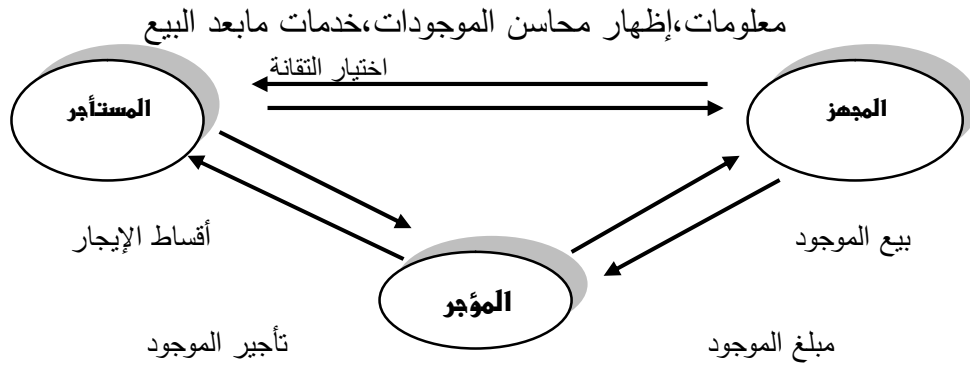 معلومات،إظهار محاسن الموجودات،خدمات مابعد البيع
اختيار التقانة
المجهز
المستأجر
بيع الموجود
أقساط الإيجار
المؤجر
مبلغ الموجود
تأجير الموجود